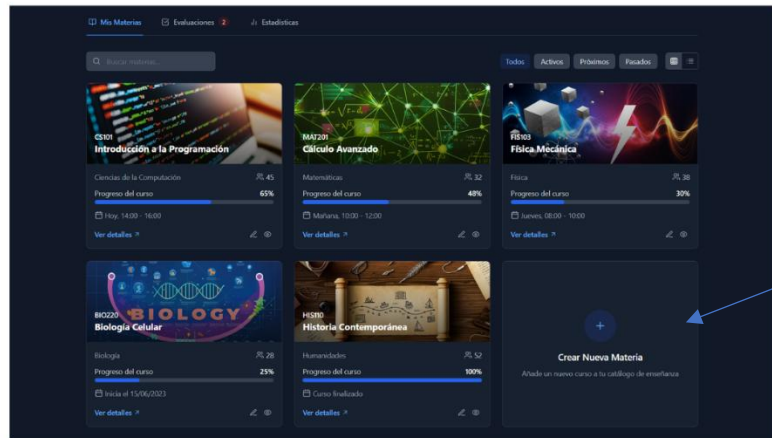 Mis Materias Evaluaciones 2 Estadísticas
Buscar materias...
Todos Activos Próximos Pasados
CS101
Introducción a la Programación
Ciencias de la Computación 45
Progreso del curso 65%
Hoy, 14:00 - 16:00
Ver detalles
MAT201
Cálculo Avanzado
Matemáticas 32
Progreso del curso 48%
Mañana, 10:00 - 12:00
Ver detalles
FIS103
Física Mecánica
Física 38
Progreso del curso 30%
Jueves, 08:00 - 10:00
Ver detalles
BIOLOGY
BIO220
Biología Celular
Biología 28
Progreso del curso 25%
Inicia el 15/06/2023
Ver detalles
HIS110
Historia Contemporánea
Humanidades 52
Progreso del curso 100%
Curso finalizado
Ver detalles
Crear Nueva Materia
Añade un nuevo curso a tu catálogo de enseñanza